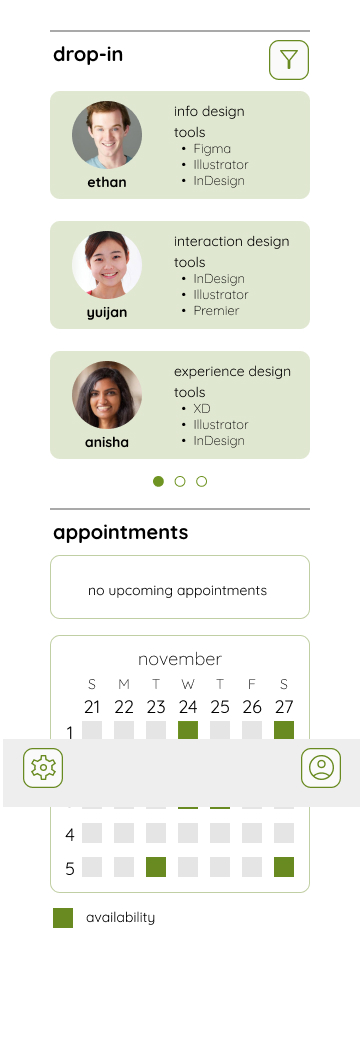 drop-in
ethan
info design
tools
• Figma
• Illustrator
• InDesign
yuijan
interaction design
tools
• InDesign
• Illustrator
• Premier
anisha
experience design
tools
• XD
• Illustrator
• InDesign
appointments
no upcoming appointments
november
S M T W T F S
21 22 23 24 25 26 27
1
4
5
availability